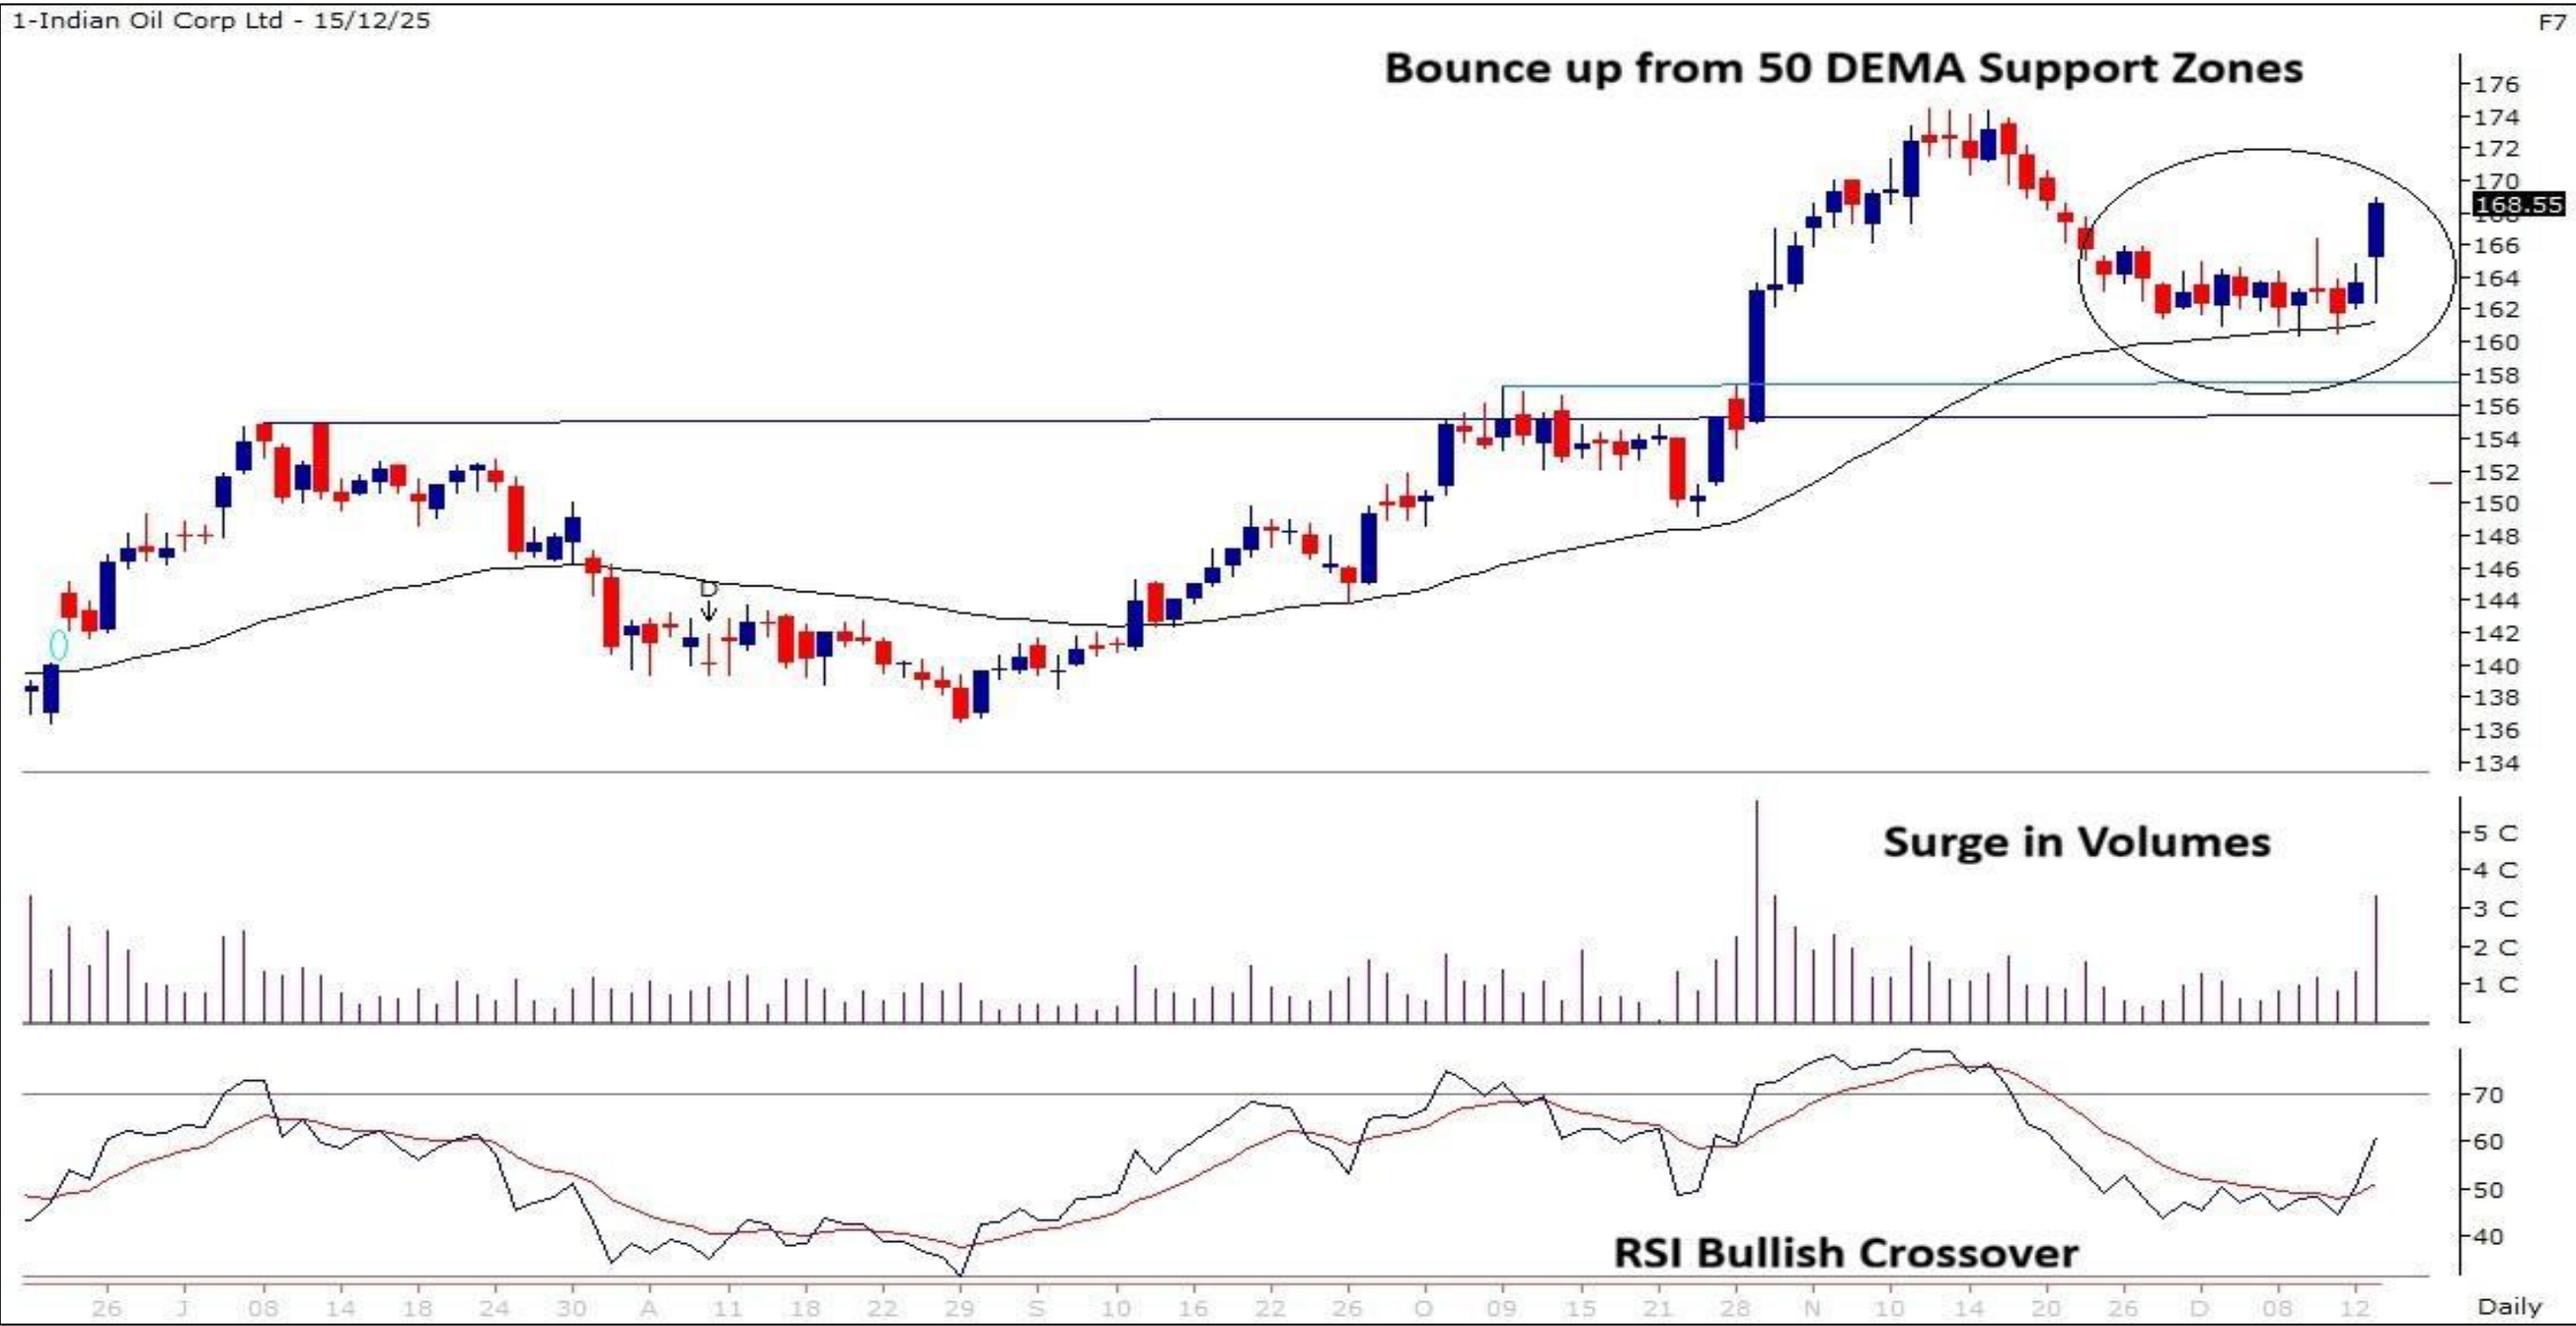 1-Indian Oil Corp Ltd - 15/12/25
F7
Bounce up from 50 DEMA Support Zones
176
174
172
170
168.55
166
164
162
160
158
156
154
152
150
148
146
144
142
140
138
136
134
D
Surge in Volumes
5 C
4 C
3 C
2 C
1 C
70
60
50
40
RSI Bullish Crossover
26 J 08 14 18 24 30 A 11 18 22 29 S 10 16 22 26 O 09 15 21 28 N 10 14 20 26 D 08 12
Daily